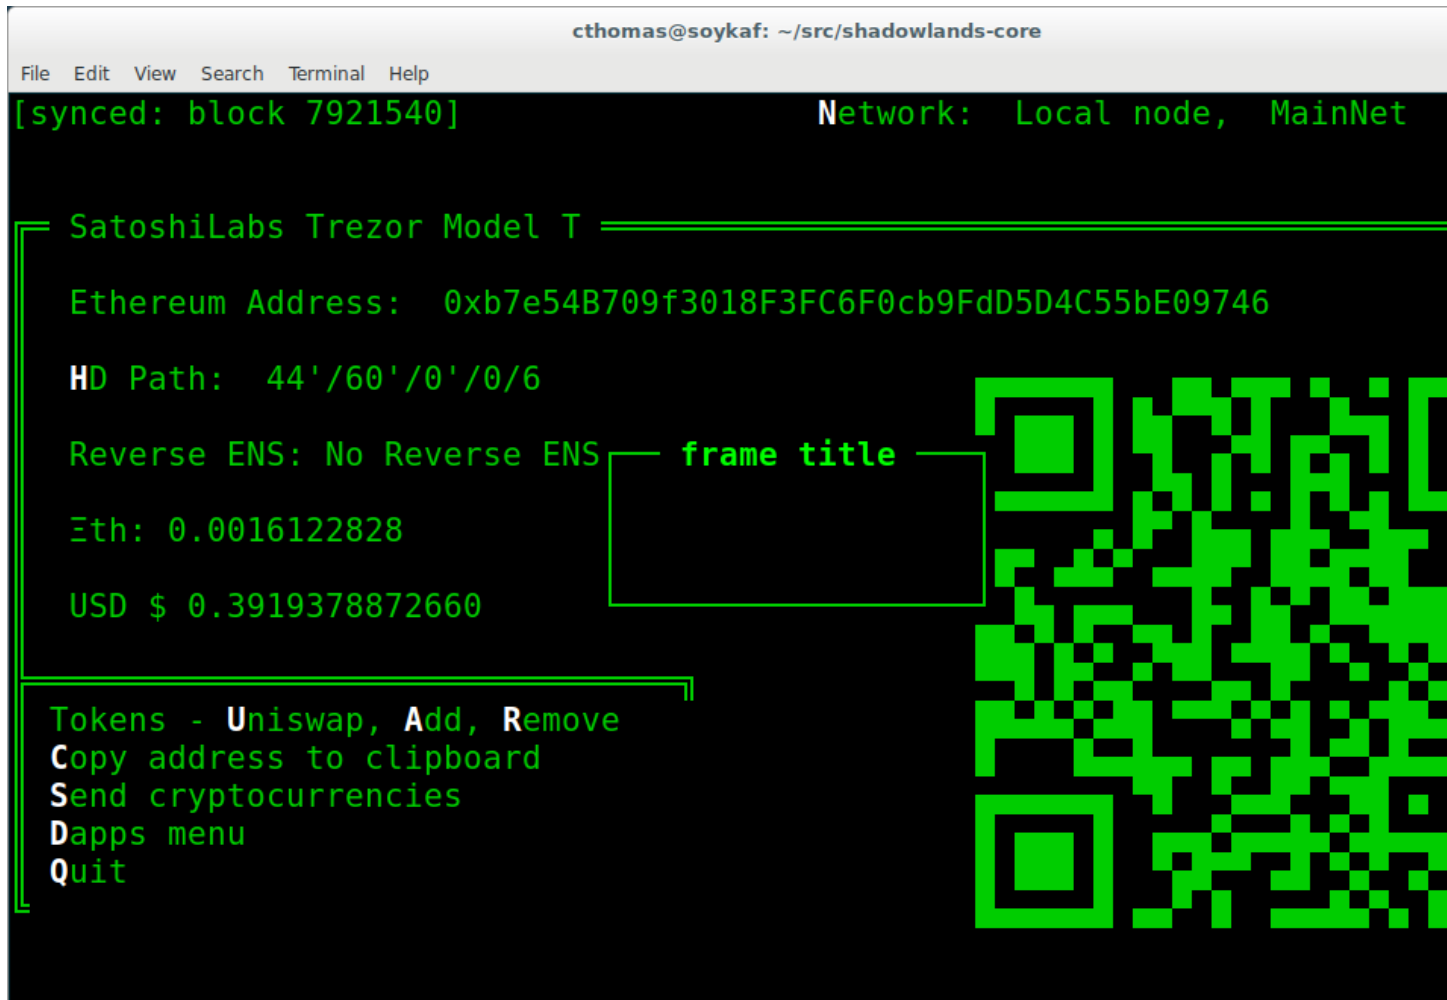 cthomas@soykaf: ~/src/shadowlands-core
File Edit View Search Terminal Help
[synced: block 7921540] Network: Local node, MainNet
SatoshiLabs Trezor Model T
Ethereum Address: 0xb7e54B709f3018F3FC6F0cb9FdD5D4C55bE09746
HD Path: 44'/60'/0'/0/6
Reverse ENS: No Reverse ENS
frame title
Ξth: 0.0016122828
USD $ 0.3919378872660
Tokens - Uniswap, Add, Remove
Copy address to clipboard
Send cryptocurrencies
Dapps menu
Quit